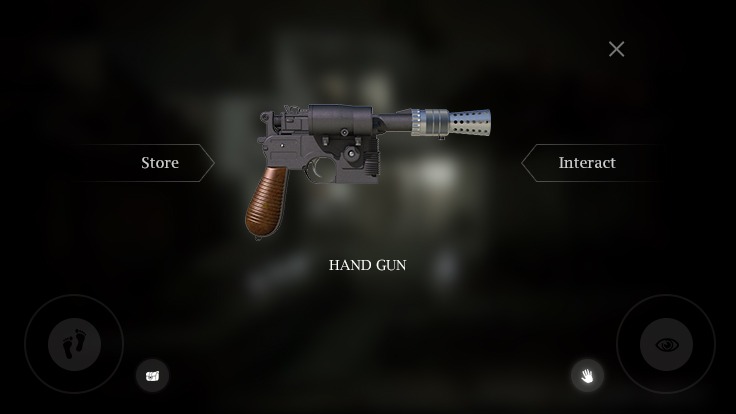 Store
Interact
HAND GUN